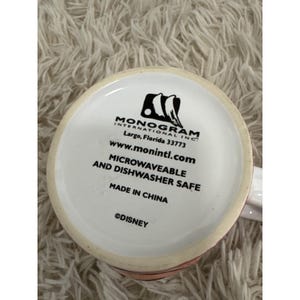 MONOGRAM
INTERNATIONAL INC.
Largo, Florida 33773
www.monintl.com
MICROWAVEABLE
AND DISHWASHER SAFE
MADE IN CHINA
©DISNEY